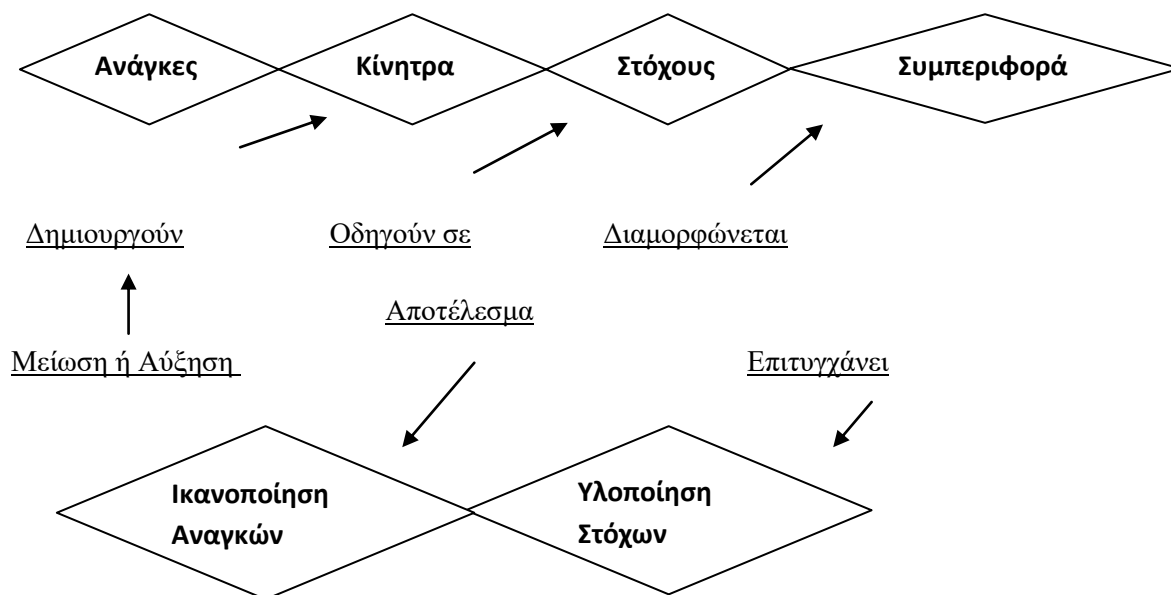 Ανάγκες
Κίνητρα
Στόχους
Συμπεριφορά
Δημιουργούν
Οδηγούν σε
Διαμορφώνεται
Αποτέλεσμα
Μείωση ή Αύξηση
Επιτυγχάνει
Ικανοποίηση
Αναγκών
Υλοποίηση
Στόχων